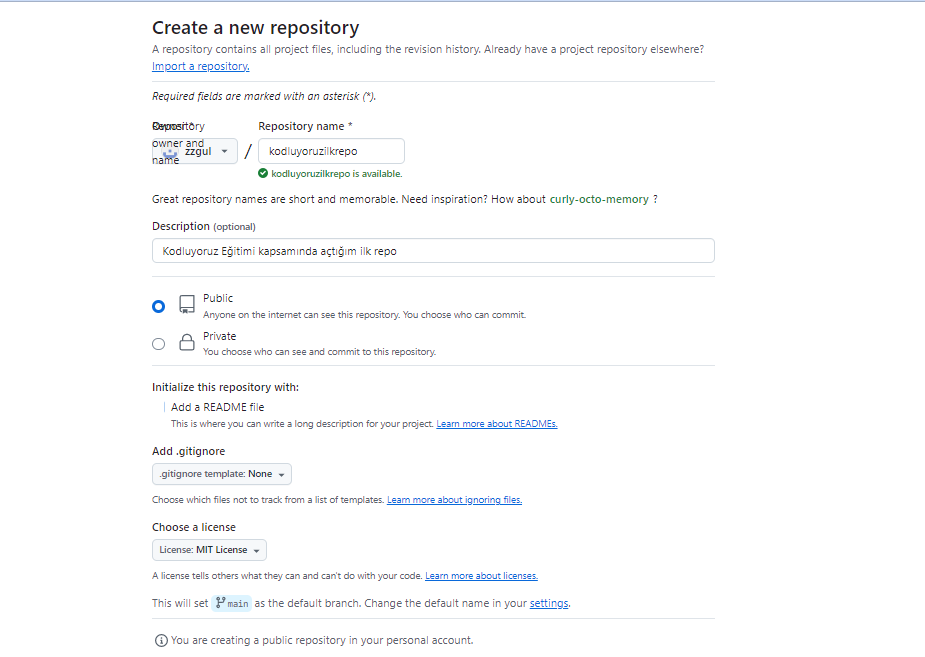 Create a new repository
A repository contains all project files, including the revision history. Already have a project repository elsewhere?
Import a repository.
Required fields are marked with an asterisk (*).
Owner *
Repository
owner and
name
zzgul
/
Repository name *
kodluyoruzilkrepo
kodluyoruzilkrepo is available.
Great repository names are short and memorable. Need inspiration? How about curly-octo-memory ?
Description (optional)
Kodluyoruz Eğitimi kapsamında açtığım ilk repo
Public
Anyone on the internet can see this repository. You choose who can commit.
Private
You choose who can see and commit to this repository.
Initialize this repository with:
Add a README file
This is where you can write a long description for your project. Learn more about READMEs.
Add .gitignore
.gitignore template: None
Choose which files not to track from a list of templates. Learn more about ignoring files.
Choose a license
License: MIT License
A license tells others what they can and can't do with your code. Learn more about licenses.
This will set main as the default branch. Change the default name in your settings.
You are creating a public repository in your personal account.